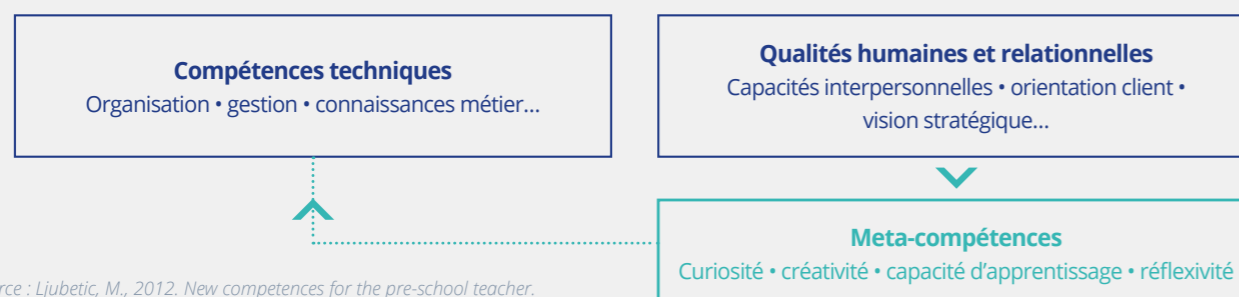 Compétences techniques
Organisation • gestion • connaissances métier...
Qualités humaines et relationnelles
Capacités interpersonnelles • orientation client •
vision stratégique...
Meta-compétences
Curiosité • créativité • capacité d’apprentissage • réflexivité
rce : Ljubetic, M., 2012. New competences for the pre-school teacher.